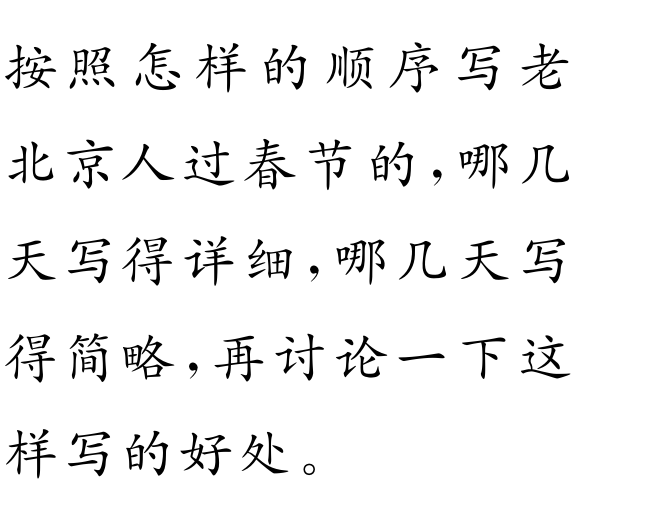 按照怎样的顺序写老
北京人过春节的,哪几
天写得详细,哪几天写
得简略,再讨论一下这
样写的好处。